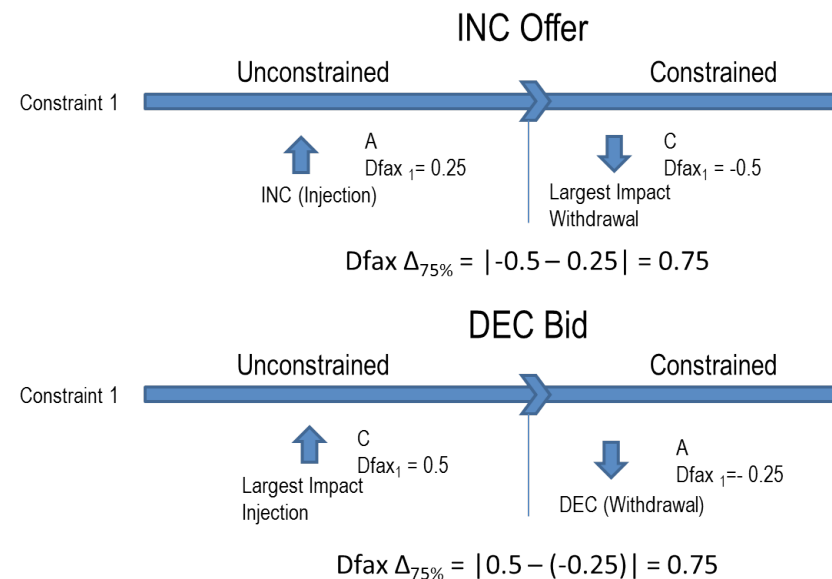 INC Offer
Unconstrained
Constrained
Constraint 1
A
Dfax ₁= 0.25
INC (Injection)
C
Dfax₁ = -0.5
Largest Impact
Withdrawal
Dfax Δ₇₅% = |-0.5 – 0.25| = 0.75
DEC Bid
Unconstrained
Constrained
Constraint 1
C
Dfax₁ = 0.5
Largest Impact
Injection
A
Dfax ₁=- 0.25
DEC (Withdrawal)
Dfax Δ₇₅% = |0.5 – (-0.25)| = 0.75